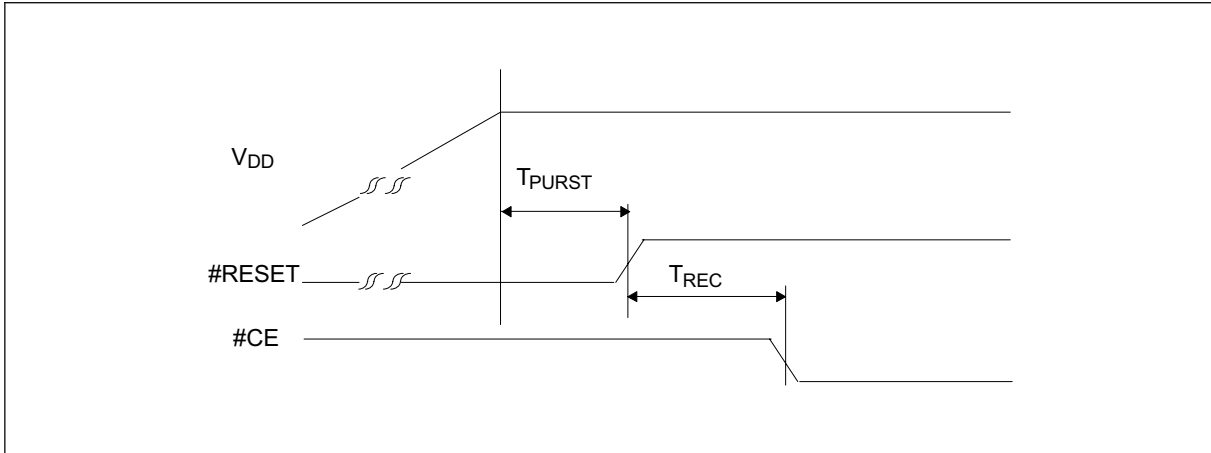 VDD
TPURST
#RESET
TREC
#CE